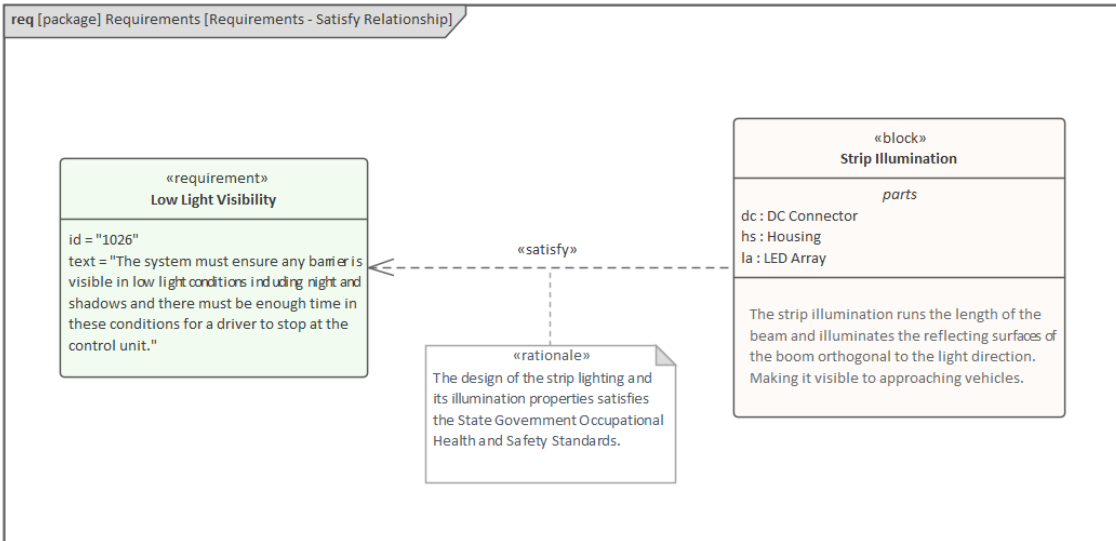 req [package] Requirements [Requirements - Satisfy Relationship]
«requirement»
Low Light Visibility
id = "1026"
text = "The system must ensure any barrier is
visible in low light conditions including night and
shadows and there must be enough time in
these conditions for a driver to stop at the
control unit."
«satisfy»
«rationale»
The design of the strip lighting and
its illumination properties satisfies
the State Government Occupational
Health and Safety Standards.
«block»
Strip Illumination
parts
dc : DC Connector
hs : Housing
la : LED Array
The strip illumination runs the length of the
beam and illuminates the reflecting surfaces of
the boom orthogonal to the light direction.
Making it visible to approaching vehicles.